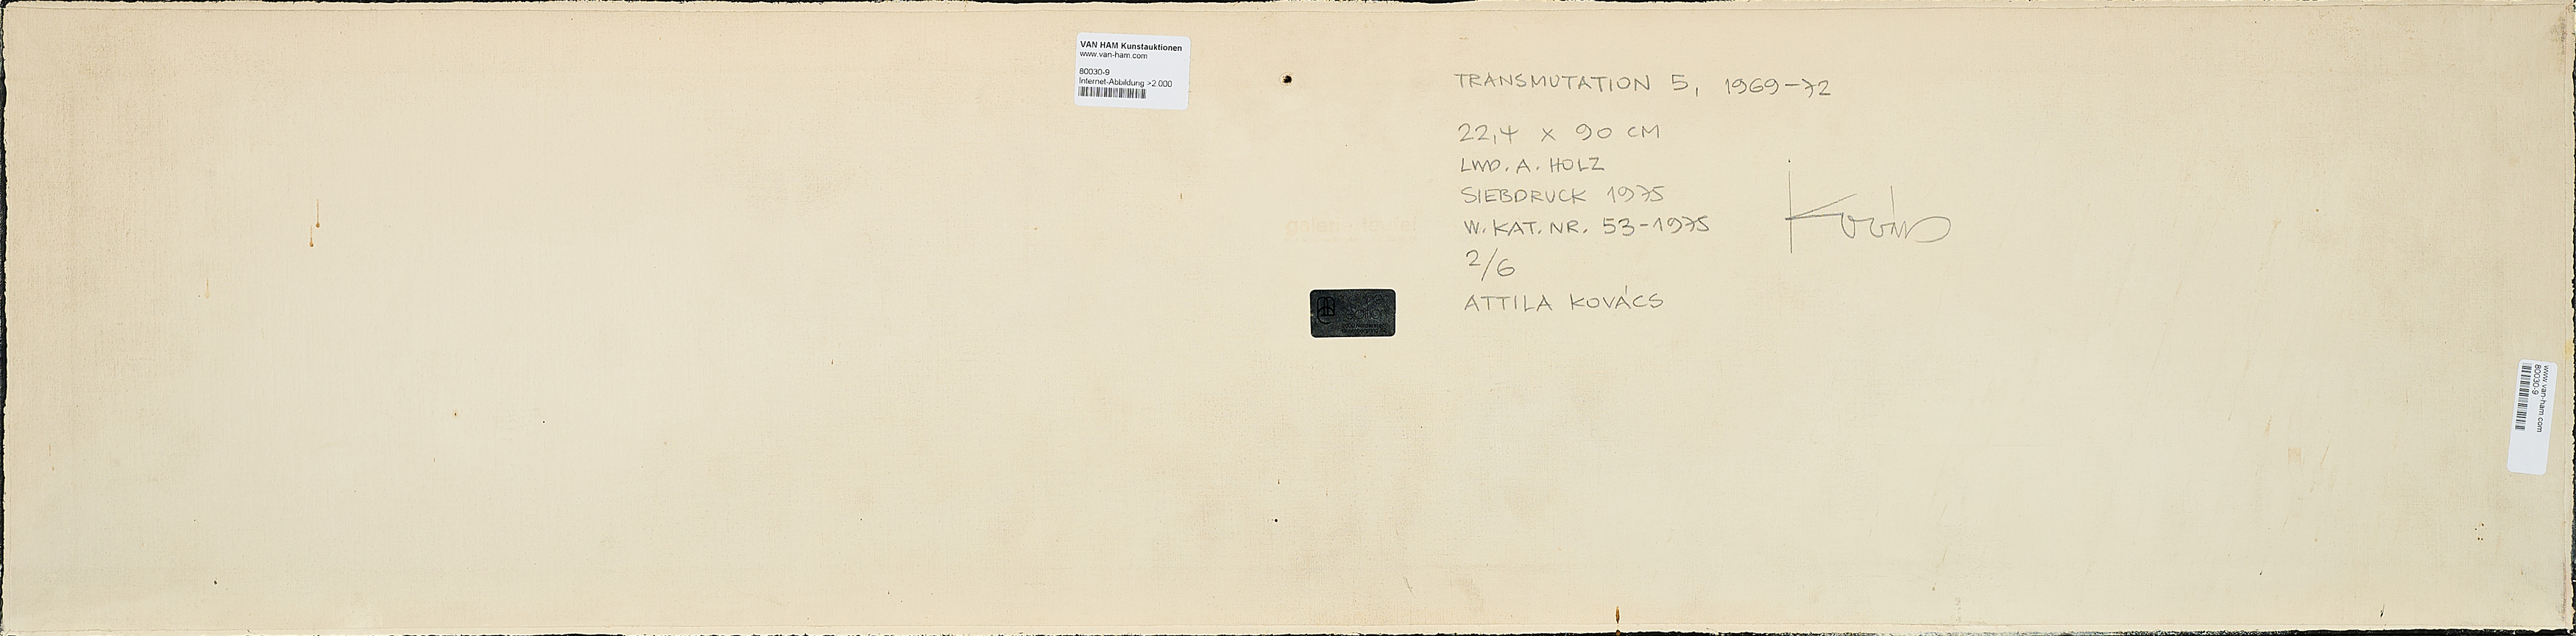 VAN HAM Kunstauktionen
www.van-ham.com
80030-9
Internet-Abbildung >2.000
TRANSMUTATION 5, 1969-72
22,4 x 90 CM
LWD. A. HOLZ
SIEBDRUCK 1975
W. KAT. NR. 53-1975
2/6
ATTILA KOVÁCS
Kovács
edition
www.van-ham.com
80030-9